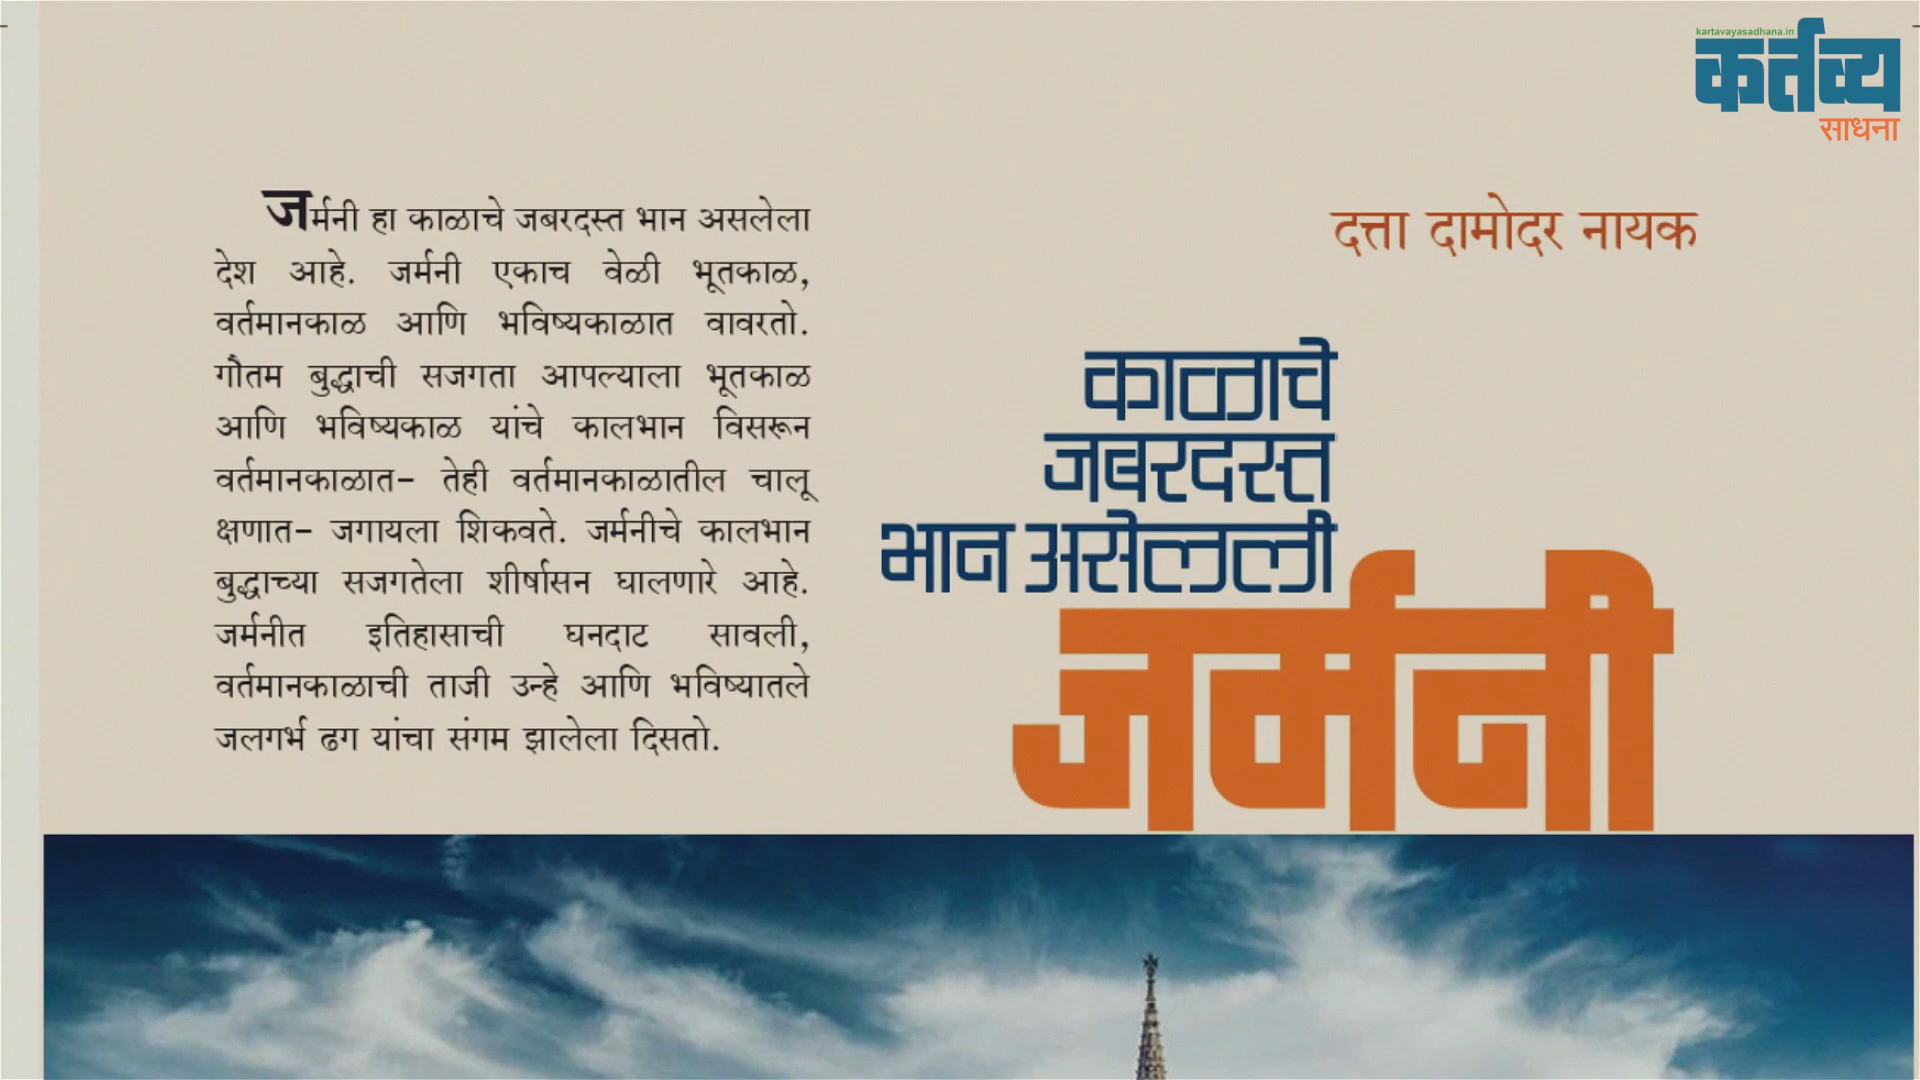 kartavayasadhana.in
कर्तव्य
साधना
जर्मनी हा काळाचे जबरदस्त भान असलेला
देश आहे. जर्मनी एकाच वेळी भूतकाळ,
वर्तमानकाळ आणि भविष्यकाळात वावरतो.
गौतम बुद्धाची सजगता आपल्याला भूतकाळ
आणि भविष्यकाळ यांचे कालभान विसरून
वर्तमानकाळात- तेही वर्तमानकाळातील चालू
क्षणात- जगायला शिकवते. जर्मनीचे कालभान
बुद्धाच्या सजगतेला शीर्षासन घालणारे आहे.
जर्मनीत इतिहासाची घनदाट सावली,
वर्तमानकाळाची ताजी उन्हे आणि भविष्यातले
जलगर्भ ढग यांचा संगम झालेला दिसतो.
दत्ता दामोदर नायक
काळाचे
जबरदस्त
भान असेलली
जर्मनी